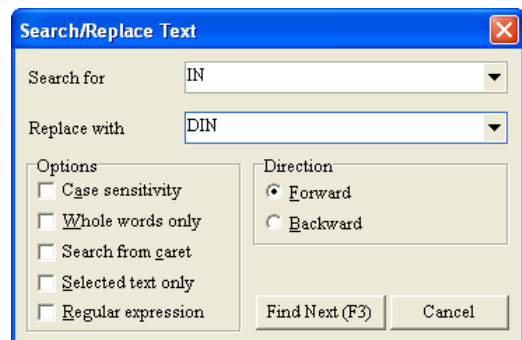 Search/Replace Text
Search for IN
Replace with DIN
Options
Case sensitivity
Whole words only
Search from caret
Selected text only
Regular expression
Direction
Forward
Backward
Find Next (F3) Cancel